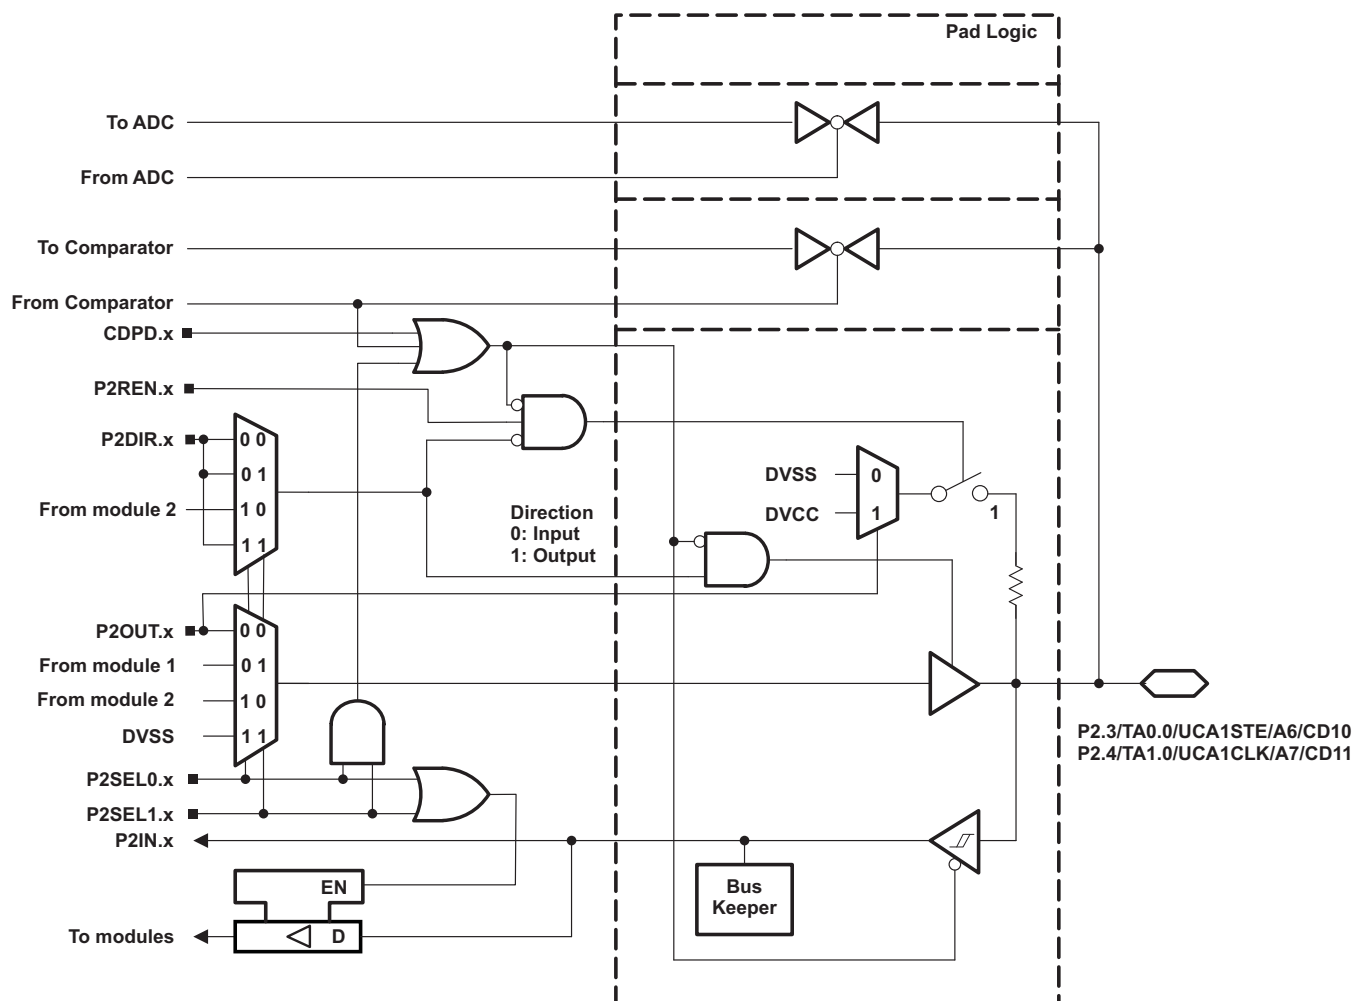 Pad Logic
To ADC
From ADC
To Comparator
From Comparator
CDPD.x
P2REN.x
P2DIR.x
0 0
0 1
From module 2
1 0
1 1
Direction
0: Input
1: Output
DVSS
0
DVCC
1
1
P2OUT.x
0 0
From module 1
0 1
From module 2
1 0
DVSS
1 1
P2.3/TA0.0/UCA1STE/A6/CD10
P2.4/TA1.0/UCA1CLK/A7/CD11
P2SEL0.x
P2SEL1.x
P2IN.x
Bus
Keeper
EN
To modules
D